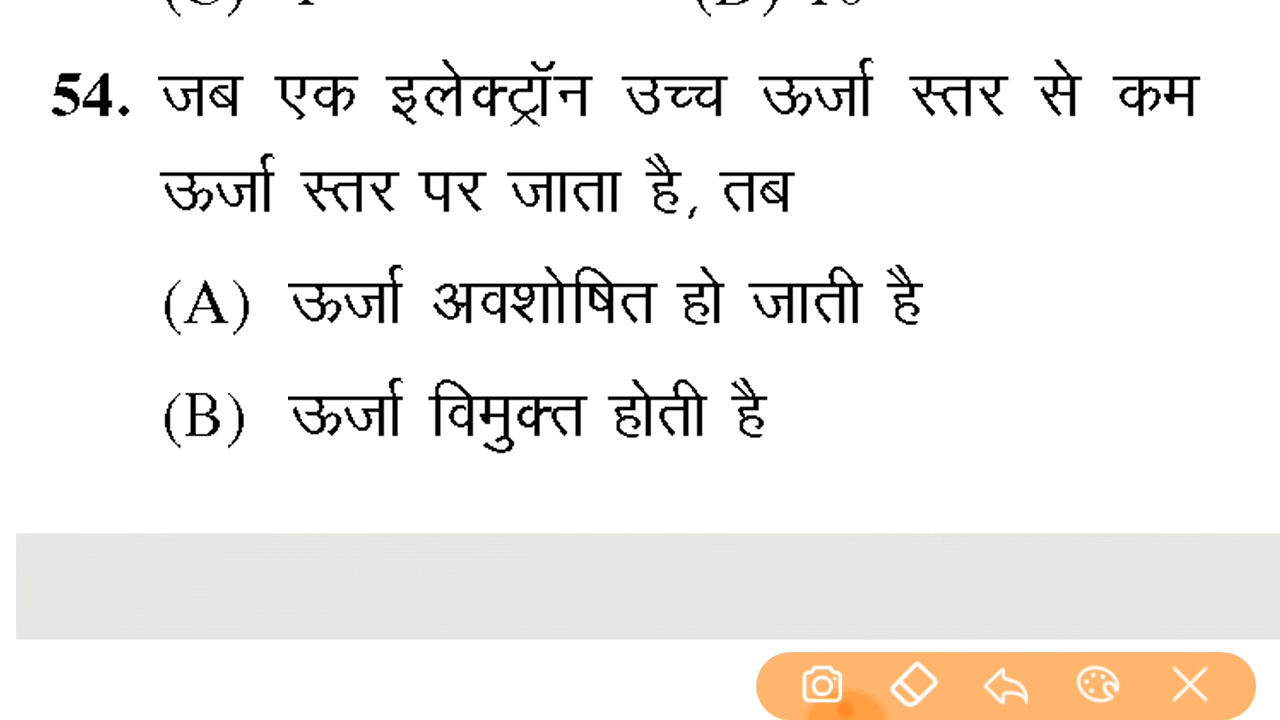 54. जब एक इलेक्ट्रॉन उच्च ऊर्जा स्तर से कम
ऊर्जा स्तर पर जाता है, तब
(A) ऊर्जा अवशोषित हो जाती है
(B) ऊर्जा विमुक्त होती है